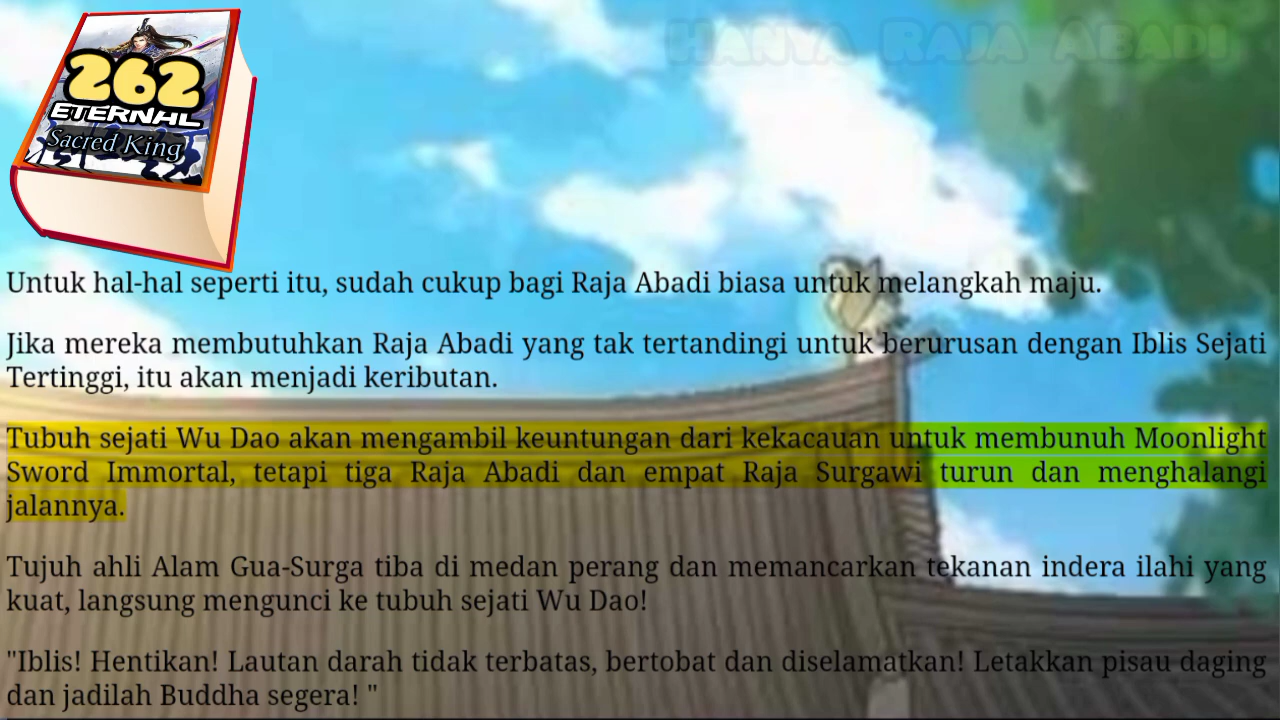 HANYA RAJA ABADI
262
ETERNAL
Sacred King
Untuk hal-hal seperti itu, sudah cukup bagi Raja Abadi biasa untuk melangkah maju.
Jika mereka membutuhkan Raja Abadi yang tak tertandingi untuk berurusan dengan Iblis Sejati
Tertinggi, itu akan menjadi keributan.
Tubuh sejati Wu Dao akan mengambil keuntungan dari kekacauan untuk membunuh Moonlight
Sword Immortal, tetapi tiga Raja Abadi dan empat Raja Surgawi turun dan menghalangi
jalannya.
Tujuh ahli Alam Gua-Surga tiba di medan perang dan memancarkan tekanan indera ilahi yang
kuat, langsung mengunci ke tubuh sejati Wu Dao!
"Iblis! Hentikan! Lautan darah tidak terbatas, bertobat dan diselamatkan! Letakkan pisau daging
dan jadilah Buddha segera! "